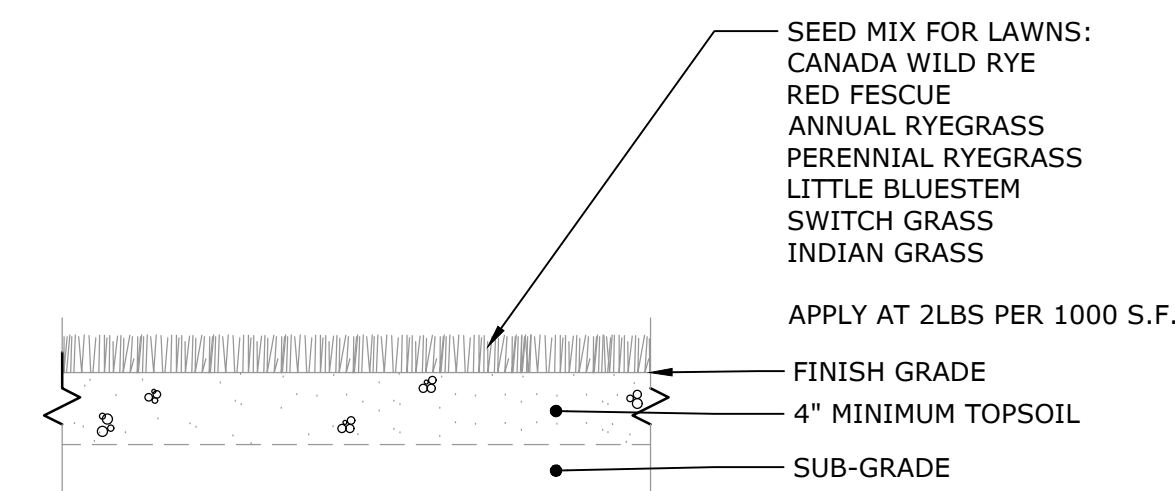 SEED MIX FOR LAWNS:
CANADA WILD RYE
RED FESCUE
ANNUAL RYEGRASS
PERENNIAL RYEGRASS
LITTLE BLUESTEM
SWITCH GRASS
INDIAN GRASS
APPLY AT 2LBS PER 1000 S.F.
FINISH GRADE
4" MINIMUM TOPSOIL
SUB-GRADE